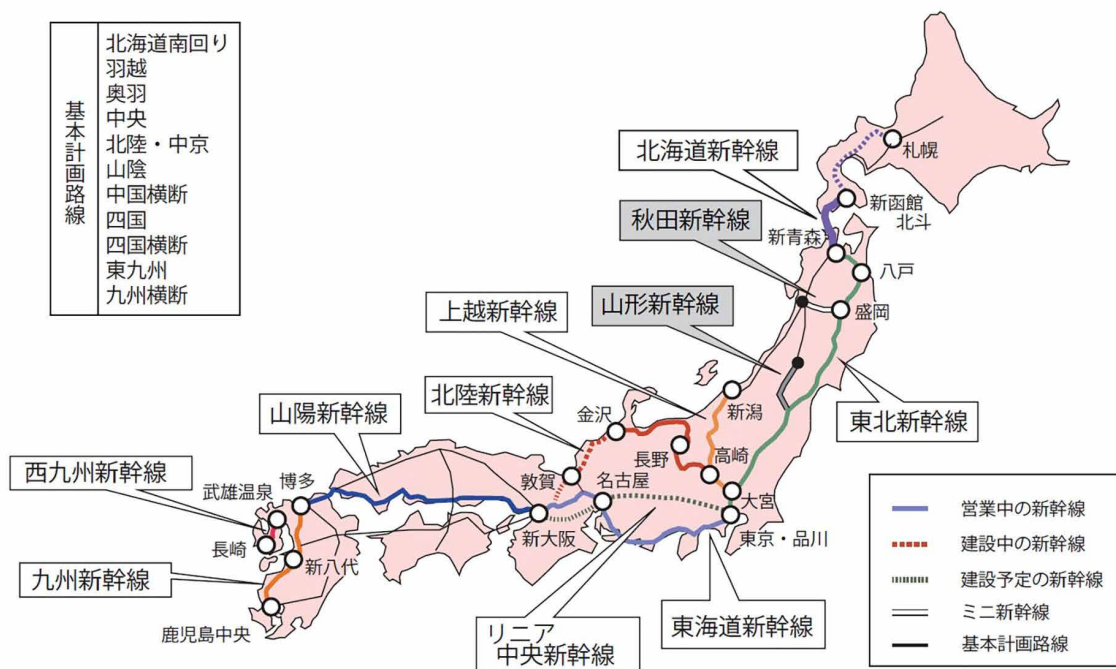 基本計画路線
北海道南回り
羽越
奥羽
中央
北陸・中京
山陰
中国横断
四国
四国横断
東九州
九州横断
北海道新幹線
札幌
新函館
北斗
秋田新幹線
新青森
八戸
山形新幹線
盛岡
上越新幹線
北陸新幹線
新潟
東北新幹線
山陽新幹線
金沢
長野
高崎
西九州新幹線
武雄温泉
博多
敦賀
名古屋
大宮
長崎
新大阪
東京・品川
九州新幹線
新八代
鹿児島中央
リニア
中央新幹線
東海道新幹線
営業中の新幹線
建設中の新幹線
建設予定の新幹線
ミニ新幹線
基本計画路線